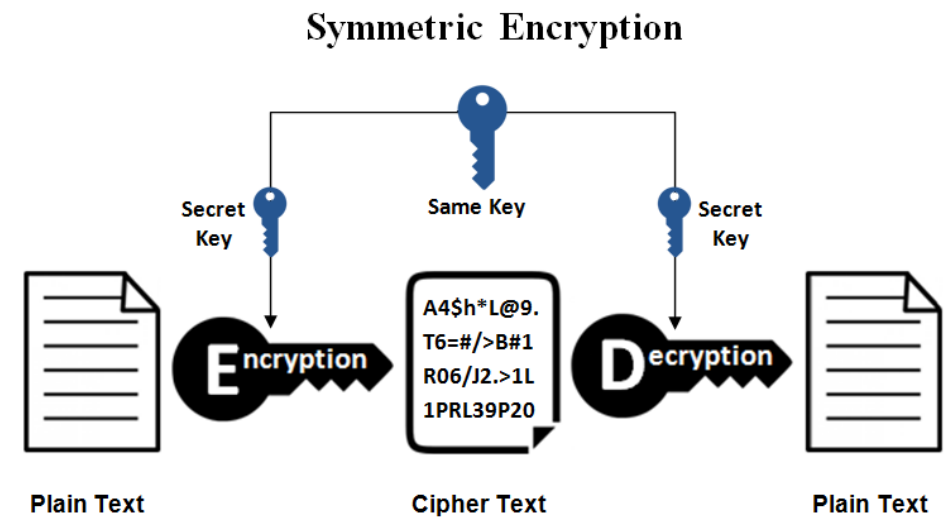 Symmetric Encryption
Same Key
Secret
Key
Secret
Key
Encryption
A4$h*L@9.
T6=#/>B#1
R06/J2.>1L
1PRL39P20
Decryption
Plain Text
Cipher Text
Plain Text